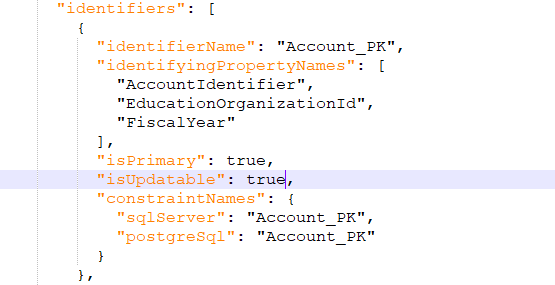 "identifiers": [
{
"identifierName": "Account_PK",
"identifyingPropertyNames": [
"AccountIdentifier",
"EducationOrganizationId",
"FiscalYear"
],
"isPrimary": true,
"isUpdatable": true,
"constraintNames": {
"sqlServer": "Account_PK",
"postgreSql": "Account_PK"
}
},